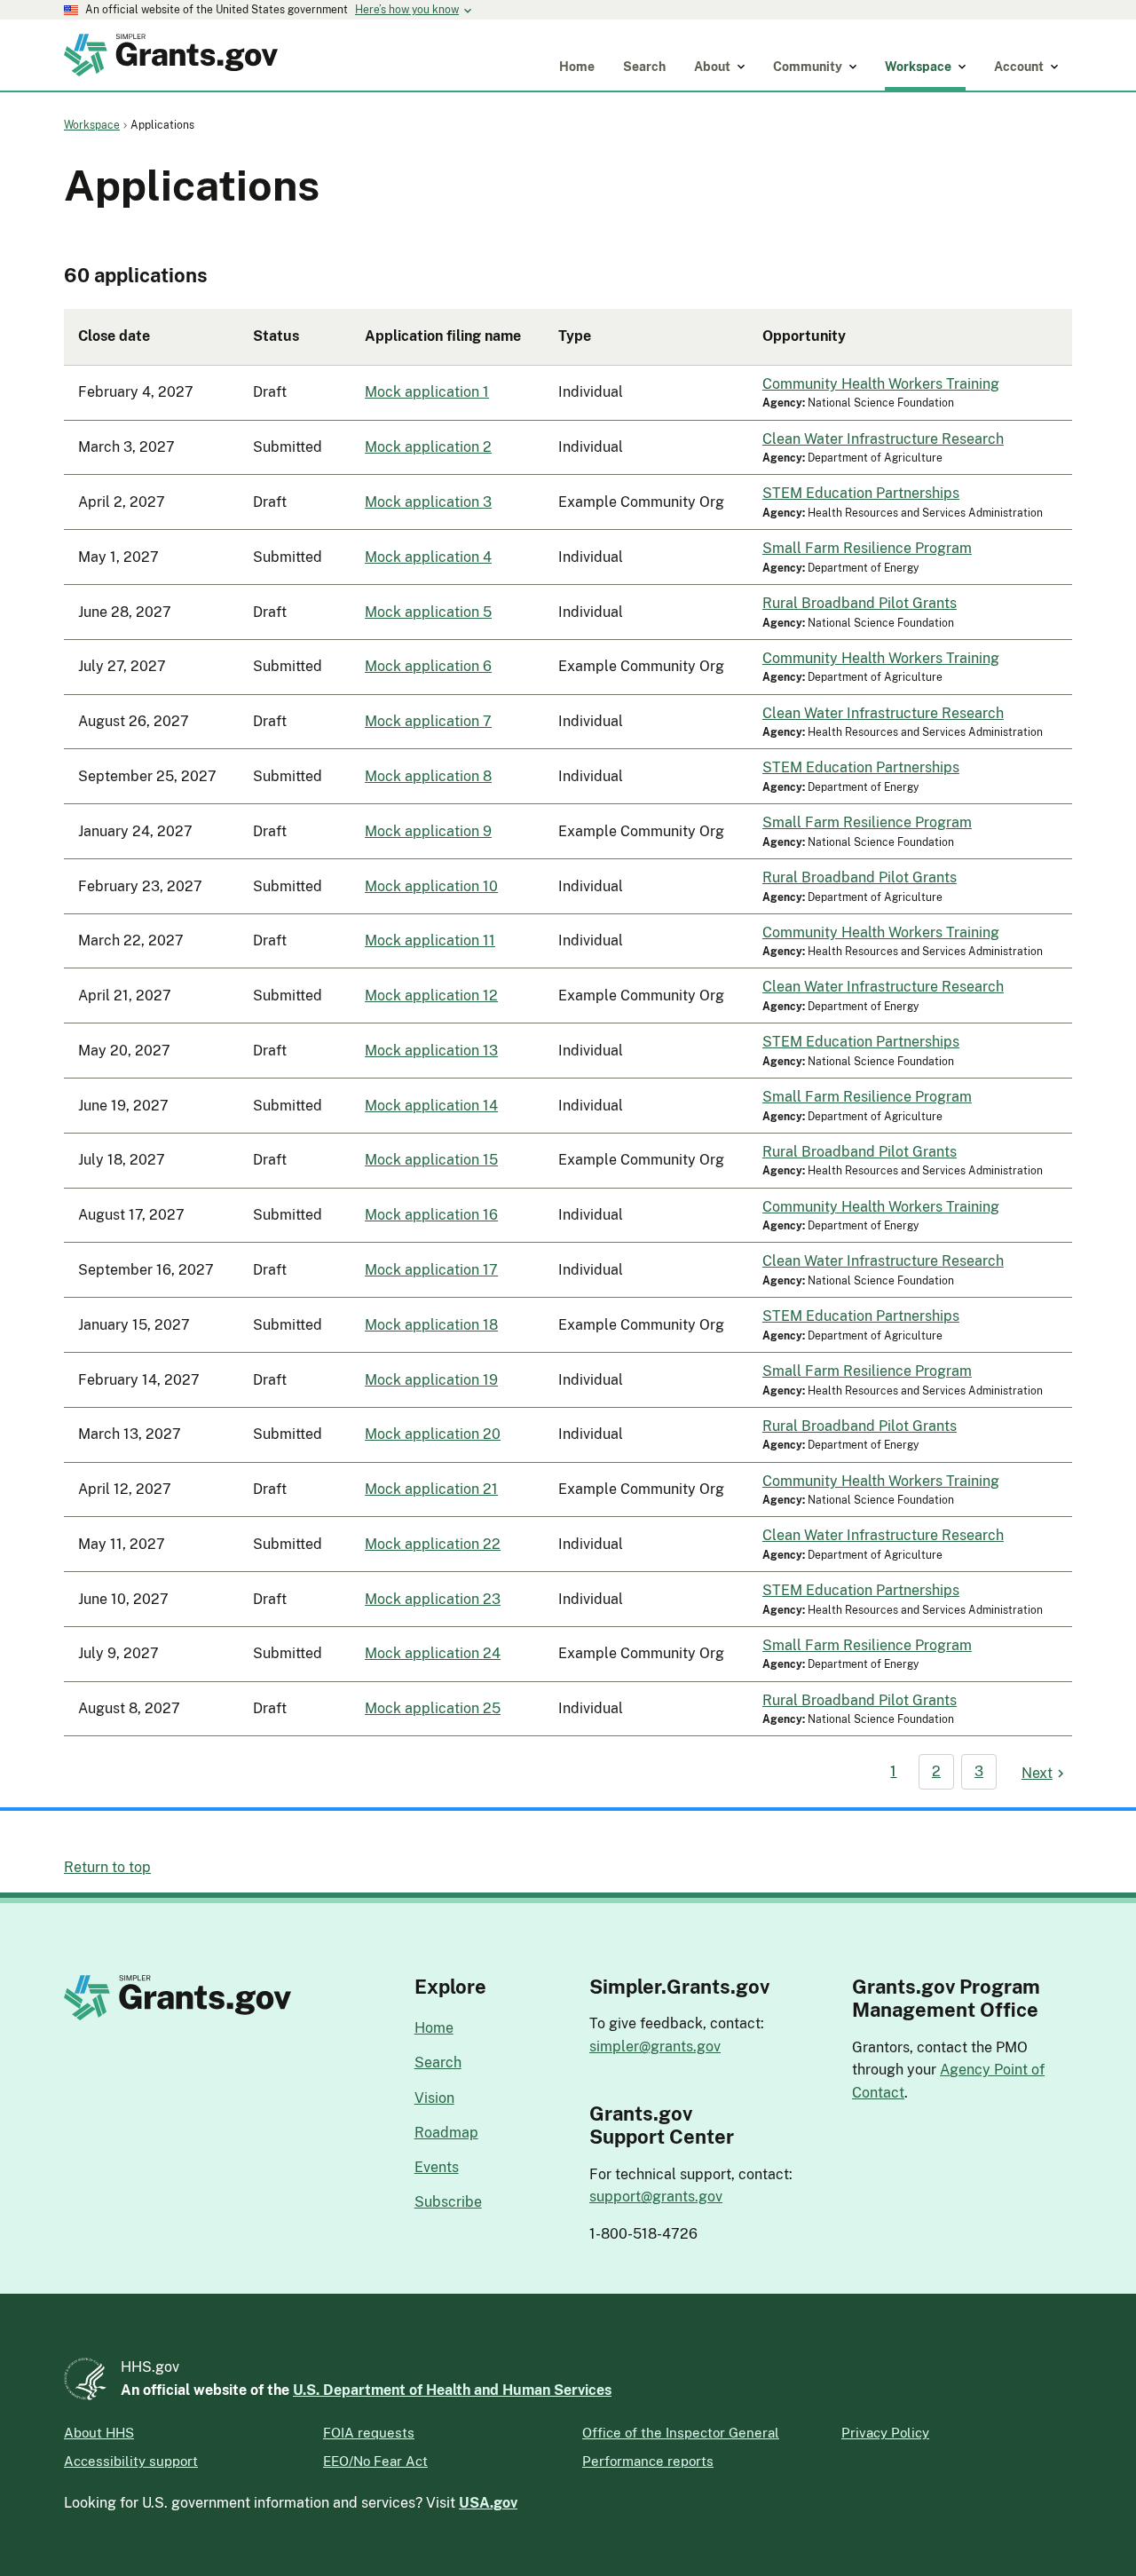 An official website of the United States government Here's how you know
SIMPLER
Grants.gov
Home Search About Community Workspace Account
Workspace › Applications
Applications
60 applications
Close date Status Application filing name Type Opportunity
February 4, 2027 Draft Mock application 1 Individual Community Health Workers Training
Agency: National Science Foundation
March 3, 2027 Submitted Mock application 2 Individual Clean Water Infrastructure Research
Agency: Department of Agriculture
April 2, 2027 Draft Mock application 3 Example Community Org STEM Education Partnerships
Agency: Health Resources and Services Administration
May 1, 2027 Submitted Mock application 4 Individual Small Farm Resilience Program
Agency: Department of Energy
June 28, 2027 Draft Mock application 5 Individual Rural Broadband Pilot Grants
Agency: National Science Foundation
July 27, 2027 Submitted Mock application 6 Example Community Org Community Health Workers Training
Agency: Department of Agriculture
August 26, 2027 Draft Mock application 7 Individual Clean Water Infrastructure Research
Agency: Health Resources and Services Administration
September 25, 2027 Submitted Mock application 8 Individual STEM Education Partnerships
Agency: Department of Energy
January 24, 2027 Draft Mock application 9 Example Community Org Small Farm Resilience Program
Agency: National Science Foundation
February 23, 2027 Submitted Mock application 10 Individual Rural Broadband Pilot Grants
Agency: Department of Agriculture
March 22, 2027 Draft Mock application 11 Individual Community Health Workers Training
Agency: Health Resources and Services Administration
April 21, 2027 Submitted Mock application 12 Example Community Org Clean Water Infrastructure Research
Agency: Department of Energy
May 20, 2027 Draft Mock application 13 Individual STEM Education Partnerships
Agency: National Science Foundation
June 19, 2027 Submitted Mock application 14 Individual Small Farm Resilience Program
Agency: Department of Agriculture
July 18, 2027 Draft Mock application 15 Example Community Org Rural Broadband Pilot Grants
Agency: Health Resources and Services Administration
August 17, 2027 Submitted Mock application 16 Individual Community Health Workers Training
Agency: Department of Energy
September 16, 2027 Draft Mock application 17 Individual Clean Water Infrastructure Research
Agency: National Science Foundation
January 15, 2027 Submitted Mock application 18 Example Community Org STEM Education Partnerships
Agency: Department of Agriculture
February 14, 2027 Draft Mock application 19 Individual Small Farm Resilience Program
Agency: Health Resources and Services Administration
March 13, 2027 Submitted Mock application 20 Individual Rural Broadband Pilot Grants
Agency: Department of Energy
April 12, 2027 Draft Mock application 21 Example Community Org Community Health Workers Training
Agency: National Science Foundation
May 11, 2027 Submitted Mock application 22 Individual Clean Water Infrastructure Research
Agency: Department of Agriculture
June 10, 2027 Draft Mock application 23 Individual STEM Education Partnerships
Agency: Health Resources and Services Administration
July 9, 2027 Submitted Mock application 24 Example Community Org Small Farm Resilience Program
Agency: Department of Energy
August 8, 2027 Draft Mock application 25 Individual Rural Broadband Pilot Grants
Agency: National Science Foundation
1 2 3 Next
Return to top
SIMPLER
Grants.gov
Explore
Home
Search
Vision
Roadmap
Events
Subscribe
Simpler.Grants.gov
To give feedback, contact:
simpler@grants.gov
Grants.gov
Support Center
For technical support, contact:
support@grants.gov
1-800-518-4726
Grants.gov Program
Management Office
Grantors, contact the PMO
through your Agency Point of
Contact.
HHS.gov
An official website of the U.S. Department of Health and Human Services
About HHS FOIA requests Office of the Inspector General Privacy Policy
Accessibility support EEO/No Fear Act Performance reports
Looking for U.S. government information and services? Visit USA.gov